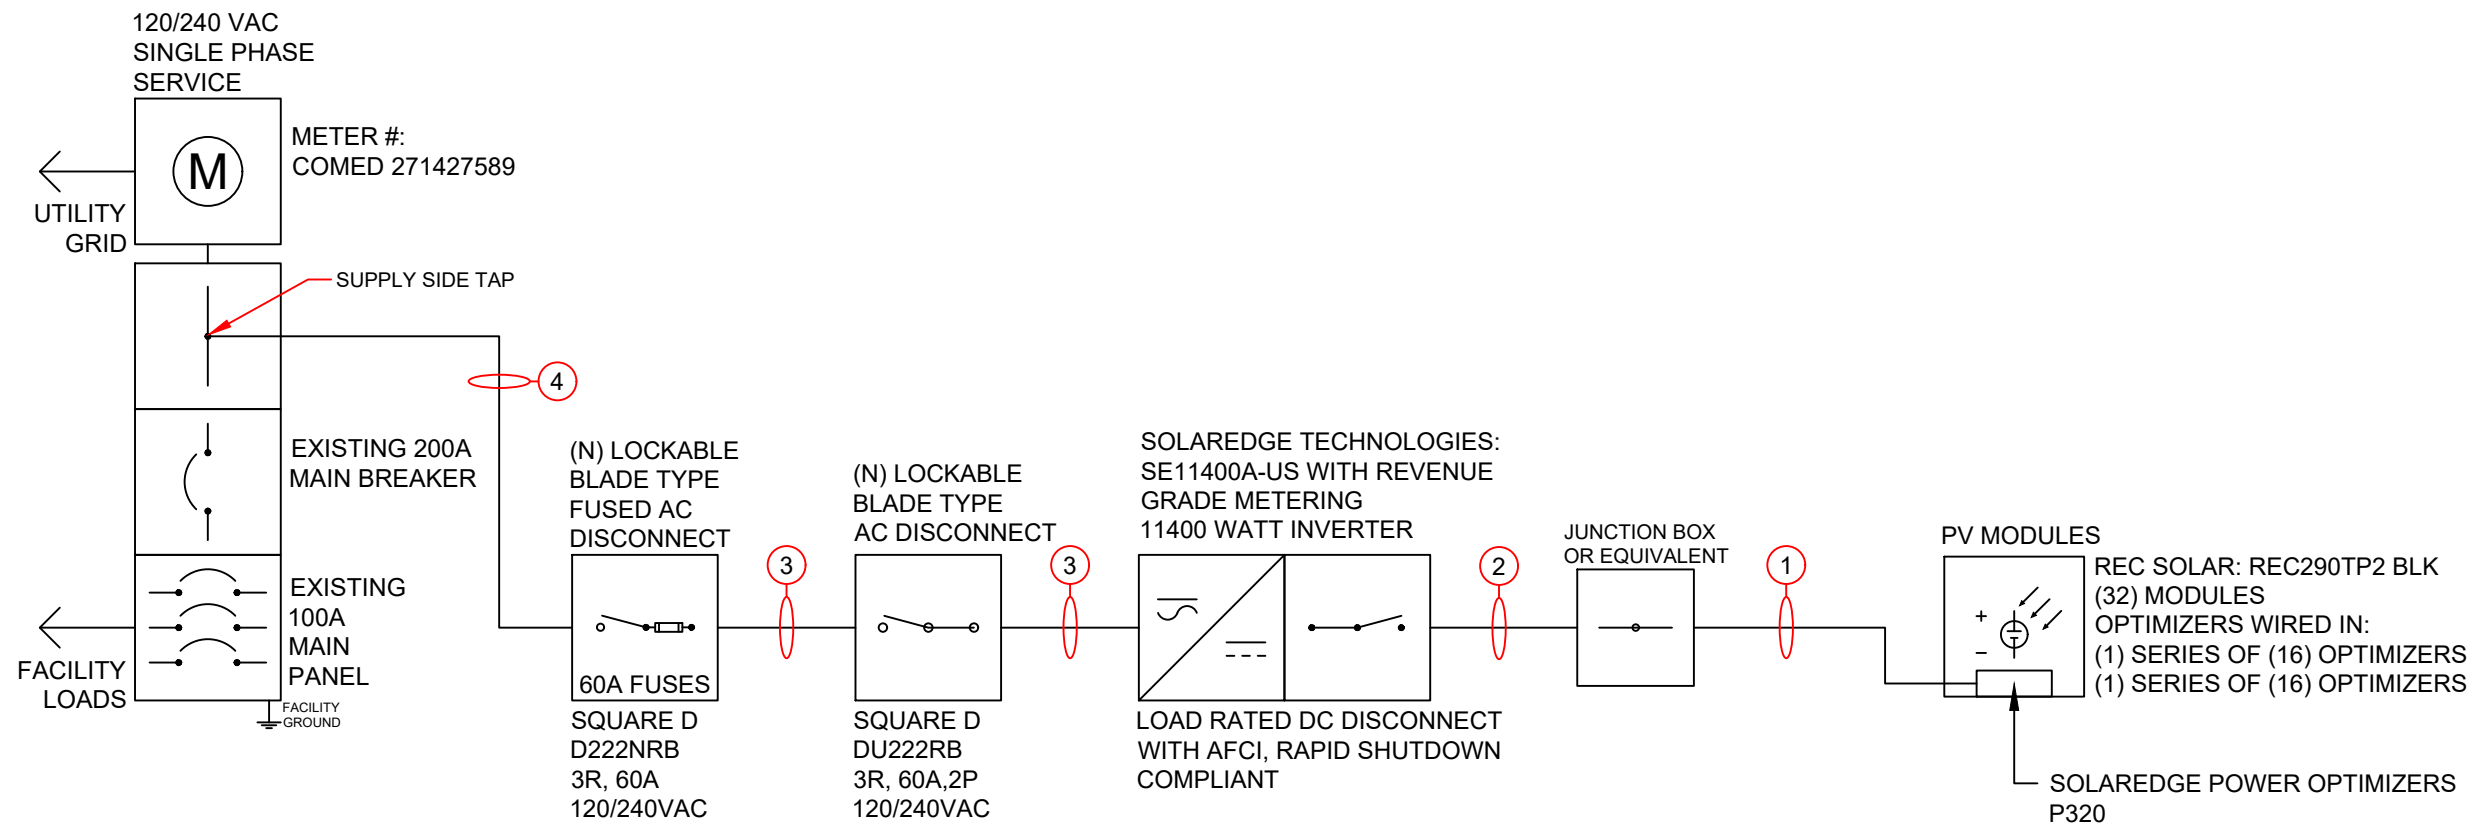 120/240 VAC
SINGLE PHASE
SERVICE
M
METER #:
COMED 271427589
UTILITY
GRID
SUPPLY SIDE TAP
4
EXISTING 200A
MAIN BREAKER
EXISTING
100A
MAIN
PANEL
FACILITY
LOADS
FACILITY
GROUND
(N) LOCKABLE
BLADE TYPE
FUSED AC
DISCONNECT
60A FUSES
SQUARE D
D222NRB
3R, 60A
120/240VAC
3
(N) LOCKABLE
BLADE TYPE
AC DISCONNECT
SQUARE D
DU222RB
3R, 60A,2P
120/240VAC
3
SOLAREDGE TECHNOLOGIES:
SE11400A-US WITH REVENUE
GRADE METERING
11400 WATT INVERTER
LOAD RATED DC DISCONNECT
WITH AFCI, RAPID SHUTDOWN
COMPLIANT
2
JUNCTION BOX
OR EQUIVALENT
1
PV MODULES
+
−
REC SOLAR: REC290TP2 BLK
(32) MODULES
OPTIMIZERS WIRED IN:
(1) SERIES OF (16) OPTIMIZERS
(1) SERIES OF (16) OPTIMIZERS
SOLAREDGE POWER OPTIMIZERS
P320